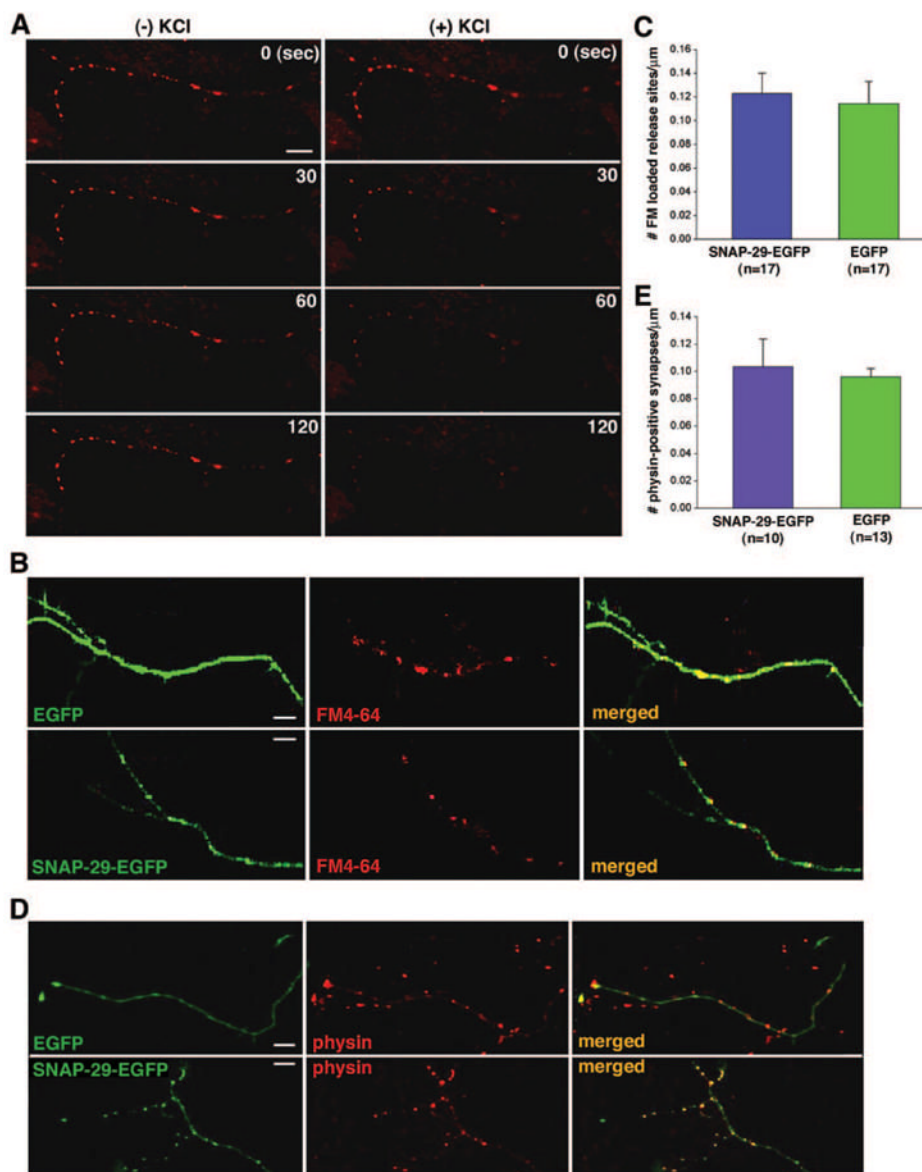 A
(-) KCl
(+) KCl
0 (sec)
0 (sec)
30
30
60
60
120
120
C
# FM loaded release sites/µm
0.16
0.14
0.12
0.10
0.08
0.06
0.04
0.02
0.00
SNAP-29-EGFP
(n=17)
EGFP
(n=17)
E
# physin-positive synapses/µm
0.14
0.12
0.10
0.08
0.06
0.04
0.02
0.00
SNAP-29-EGFP
(n=10)
EGFP
(n=13)
B
EGFP
FM4-64
merged
SNAP-29-EGFP
FM4-64
merged
D
EGFP
physin
merged
SNAP-29-EGFP
physin
merged